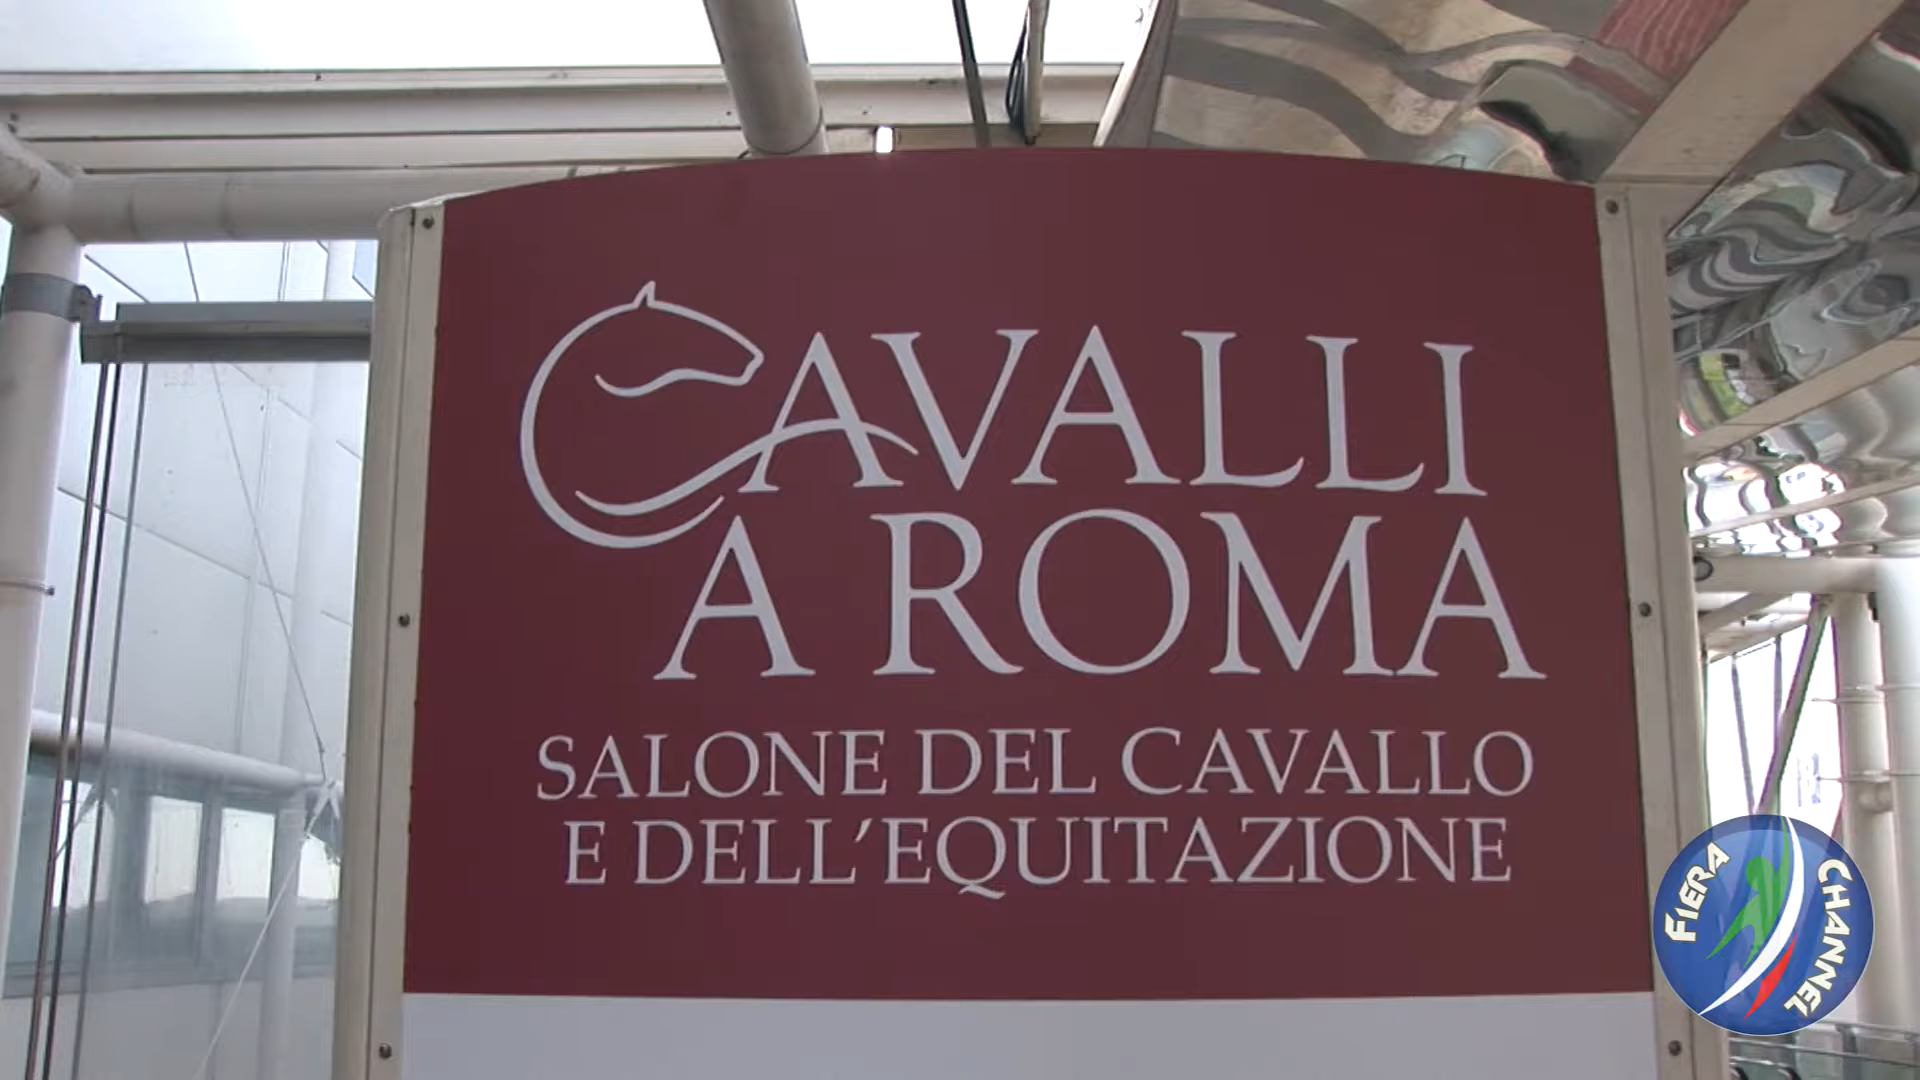 CAVALLI
A ROMA
SALONE DEL CAVALLO
E DELL'EQUITAZIONE
FIERA CHANNEL